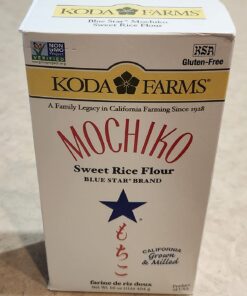 KODA FARMS®
Blue Star® Mochiko
Sweet Rice Flour
NON
GMO
VERIFIED
Gluten-Free
KODA FARMS®
A Family Legacy in California Farming Since 1928
MOCHIKO
Sweet Rice Flour
BLUE STAR® BRAND
もちこ
CALIFORNIA
Grown
& Milled
farine de riz doux